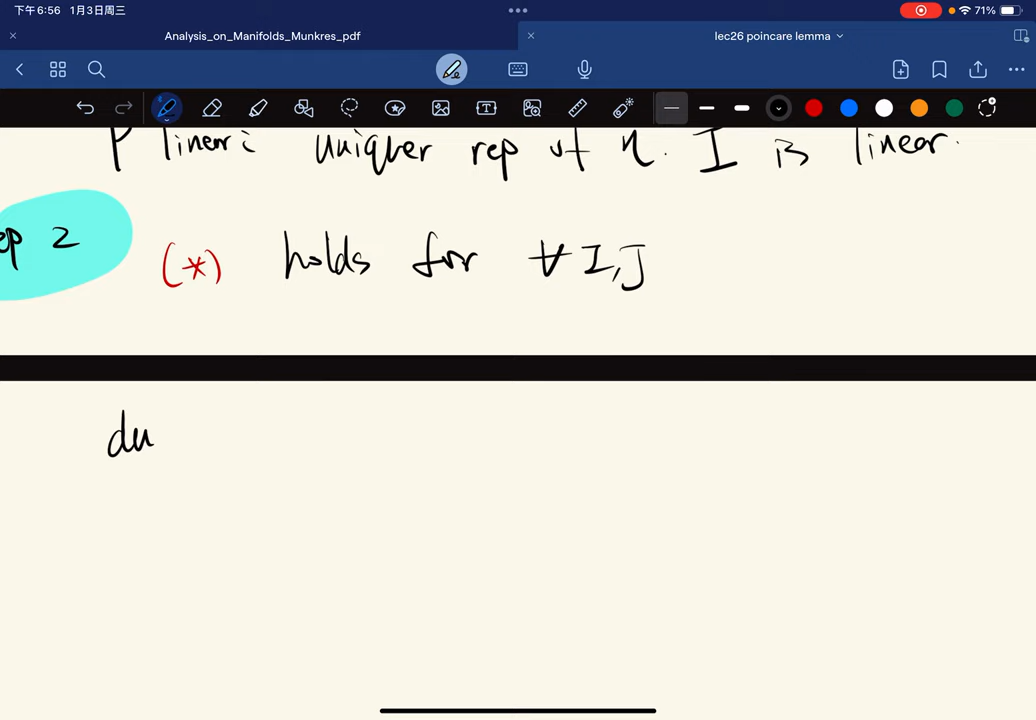 下午6:56 1月3日周三
71%
Analysis_on_Manifolds_Munkres_pdf
lec26 poincare lemma
P linear: uniquer rep of η. I is linear.
ep 2
(*) holds for ∀ I, J
du